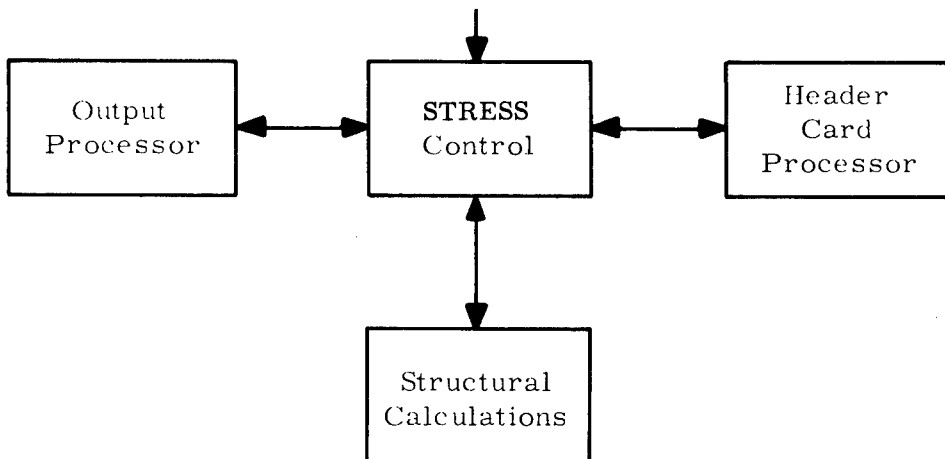 Output
Processor
STRESS
Control
Header
Card
Processor
Structural
Calculations